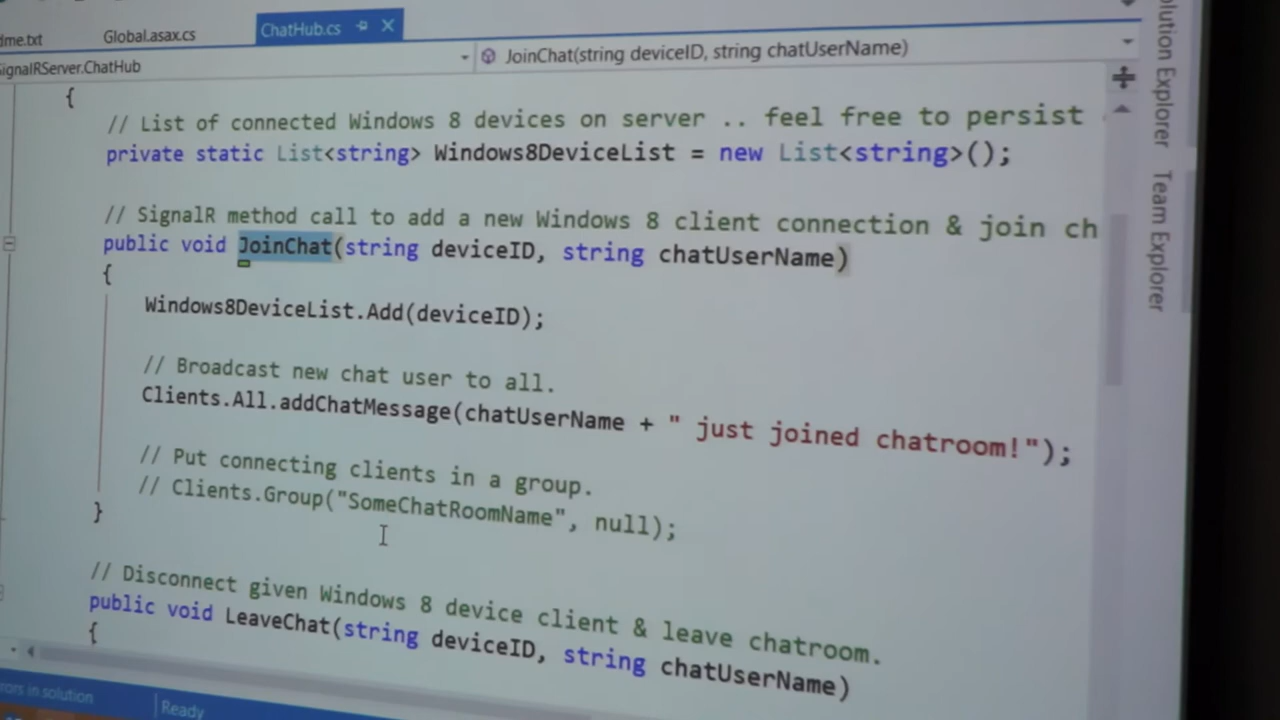 Global.asax.cs
ChatHub.cs
SignalRServer.ChatHub
JoinChat(string deviceID, string chatUserName)
{
// List of connected Windows 8 devices on server .. feel free to persist
private static List<string> Windows8DeviceList = new List<string>();
// SignalR method call to add a new Windows 8 client connection & join ch
public void JoinChat(string deviceID, string chatUserName)
{
Windows8DeviceList.Add(deviceID);
// Broadcast new chat user to all.
Clients.All.addChatMessage(chatUserName + " just joined chatroom!");
// Put connecting clients in a group.
// Clients.Group("SomeChatRoomName", null);
}
// Disconnect given Windows 8 device client & leave chatroom.
public void LeaveChat(string deviceID, string chatUserName)
{
rors in solution
Ready
Solution Explorer
Team Explorer